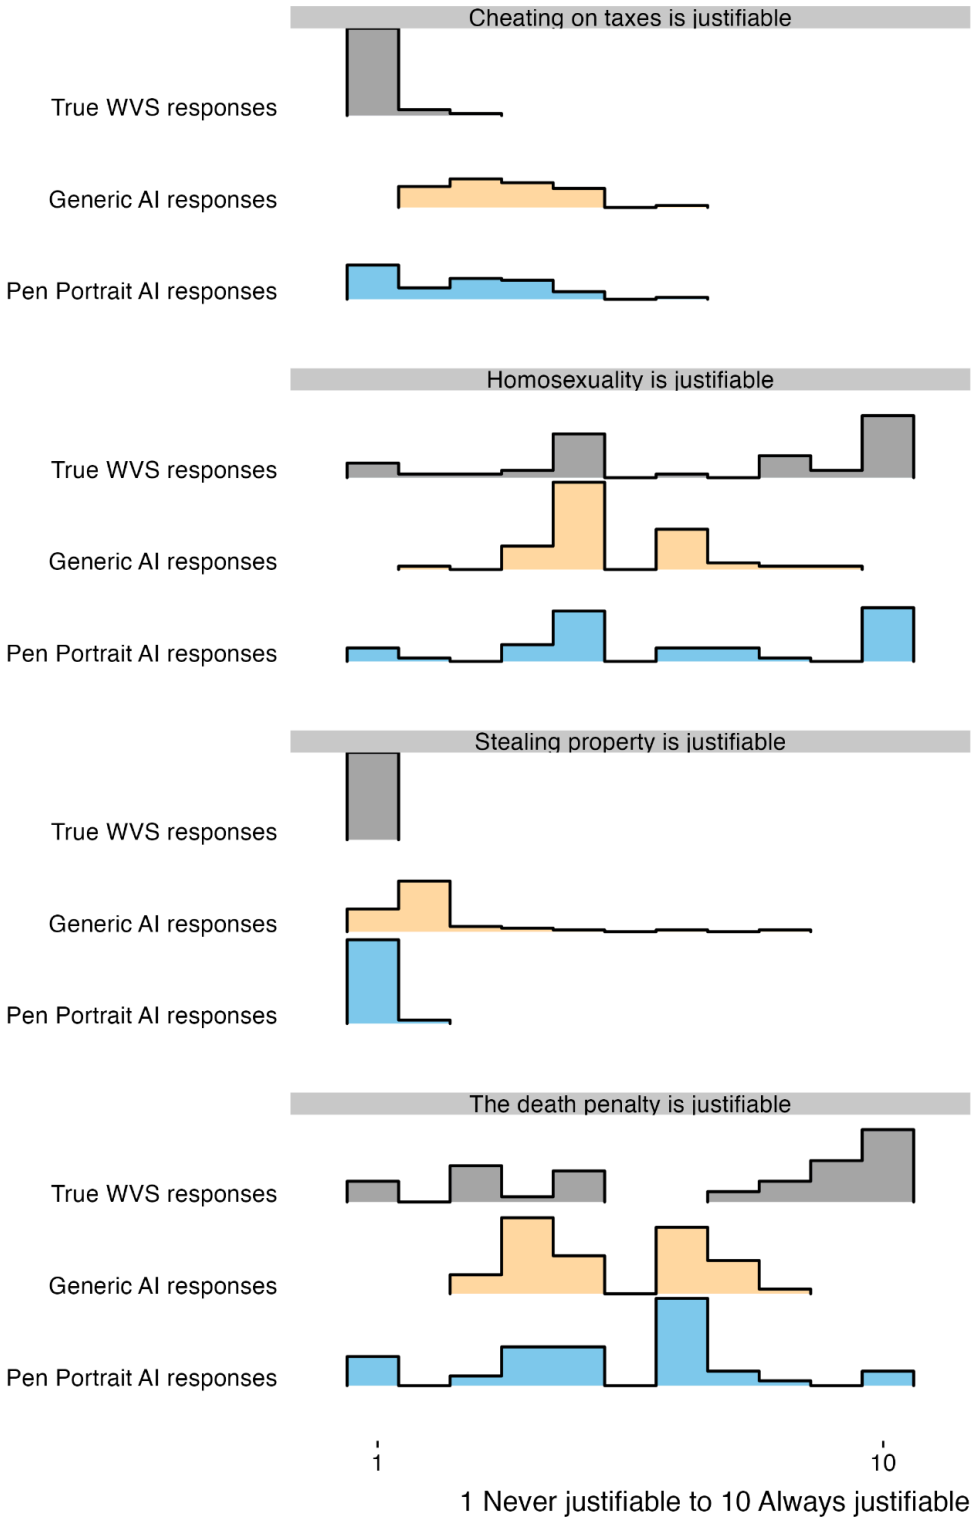 Cheating on taxes is justifiable
True WVS responses
Generic AI responses
Pen Portrait AI responses
Homosexuality is justifiable
True WVS responses
Generic AI responses
Pen Portrait AI responses
Stealing property is justifiable
True WVS responses
Generic AI responses
Pen Portrait AI responses
The death penalty is justifiable
True WVS responses
Generic AI responses
Pen Portrait AI responses
1 10
1 Never justifiable to 10 Always justifiable